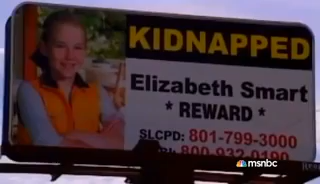 KIDNAPPED
Elizabeth Smart
* REWARD *
SLCPD: 801-799-3000
msnbc